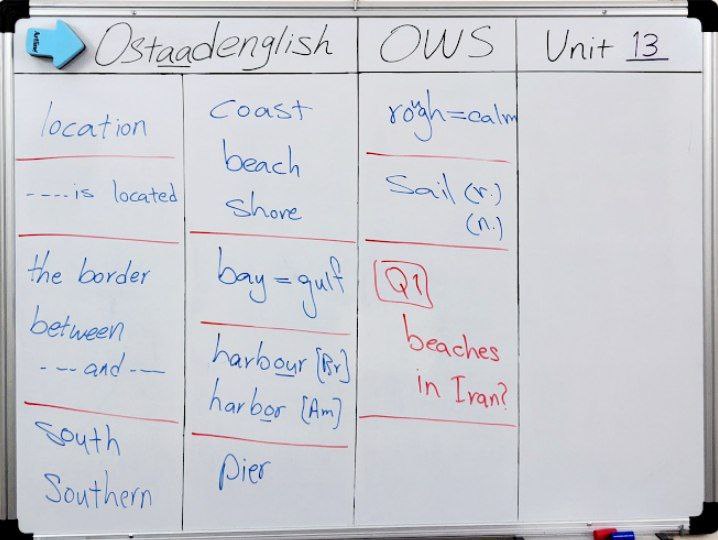 Artline
Ostaadenglish OWS Unit 13
location
----is located
the border
between
---and---
South
Southern
coast
beach
shore
bay=gulf
harbour [Br]
harbor [Am]
pier
rough=calm
Sail (v.)
(n.)
Q1
beaches
in Iran?